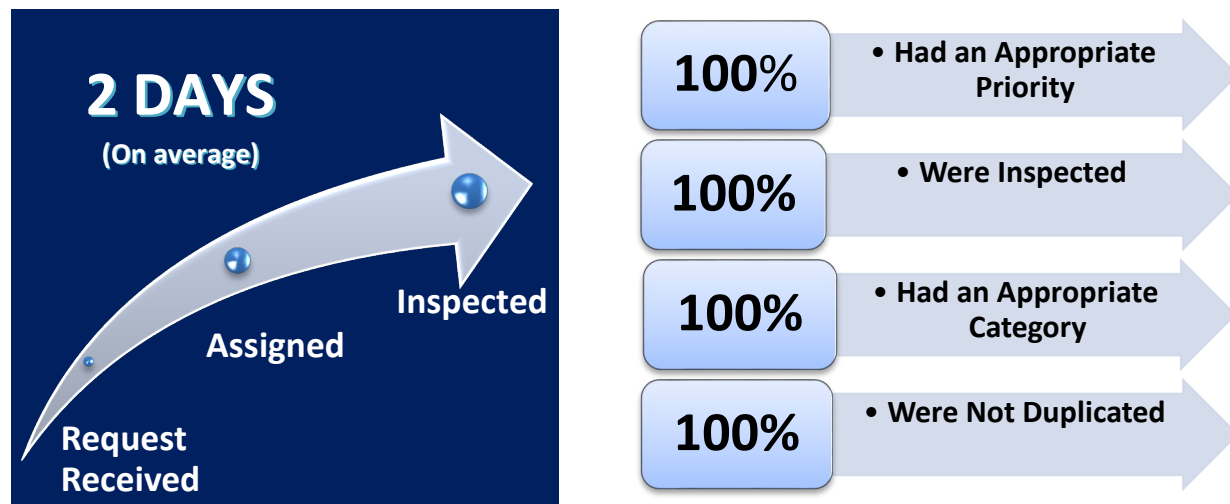 2 DAYS
(On average)
Inspected
Assigned
Request
Received
100%
• Had an Appropriate
Priority
100%
• Were Inspected
100%
• Had an Appropriate
Category
100%
• Were Not Duplicated